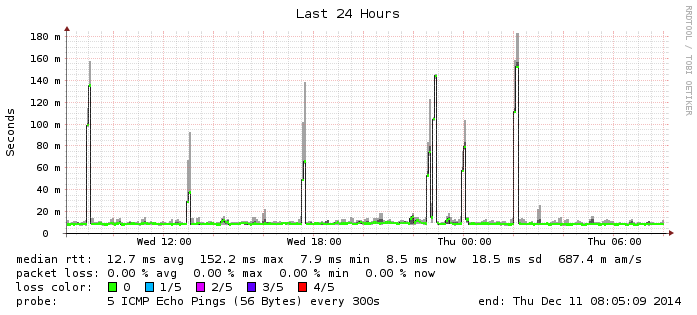 Last 24 Hours
RRDTOOL / TOBI OETIKER
Seconds
180 m
160 m
140 m
120 m
100 m
80 m
60 m
40 m
20 m
0
Wed 12:00 Wed 18:00 Thu 00:00 Thu 06:00
median rtt: 12.7 ms avg 152.2 ms max 7.9 ms min 8.5 ms now 18.5 ms sd 687.4 m am/s
packet loss: 0.00 % avg 0.00 % max 0.00 % min 0.00 % now
loss color: 0 1/5 2/5 3/5 4/5
probe: 5 ICMP Echo Pings (56 Bytes) every 300s end: Thu Dec 11 08:05:09 2014